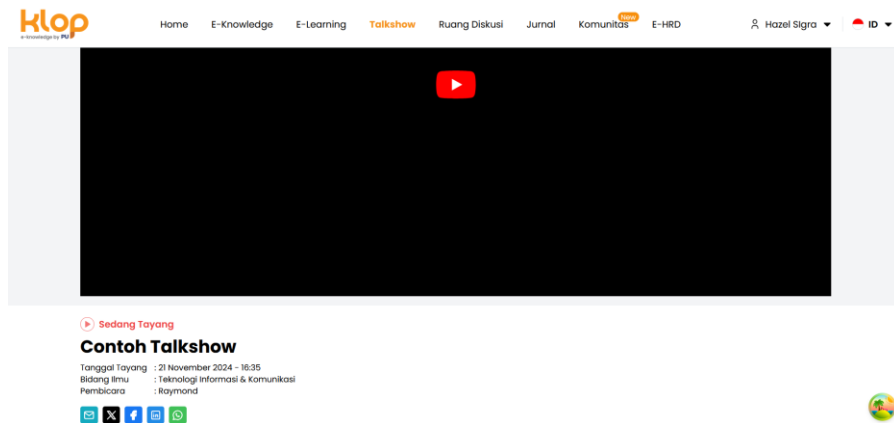 klop
e-knowledge by PU
Home E-Knowledge E-Learning Talkshow Ruang Diskusi Jurnal Komunitas New E-HRD Hazel SIgra ID
Sedang Tayang
Contoh Talkshow
Tanggal Tayang : 21 November 2024 - 16:35
Bidang Ilmu : Teknologi Informasi & Komunikasi
Pembicara : Raymond